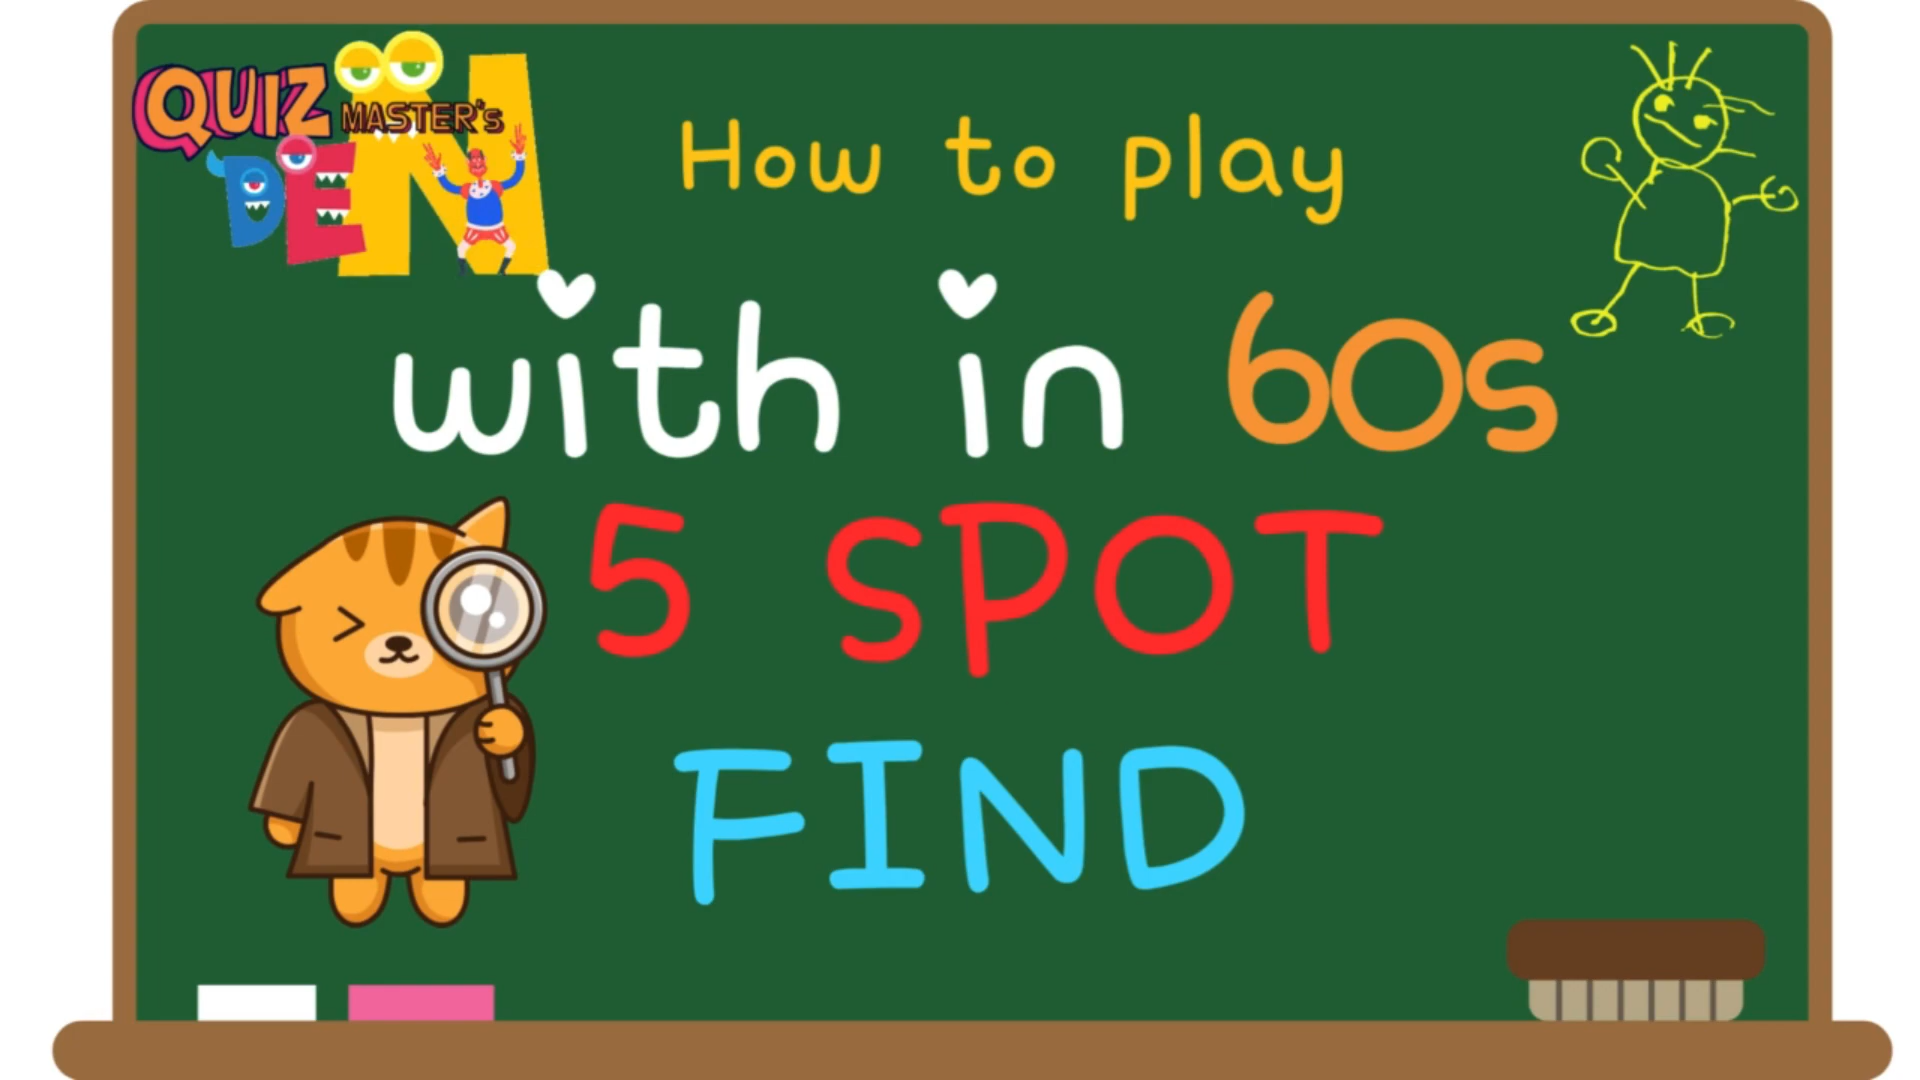 QUIZ MASTER's
DEN
How to play
with in 60s
5 SPOT
FIND